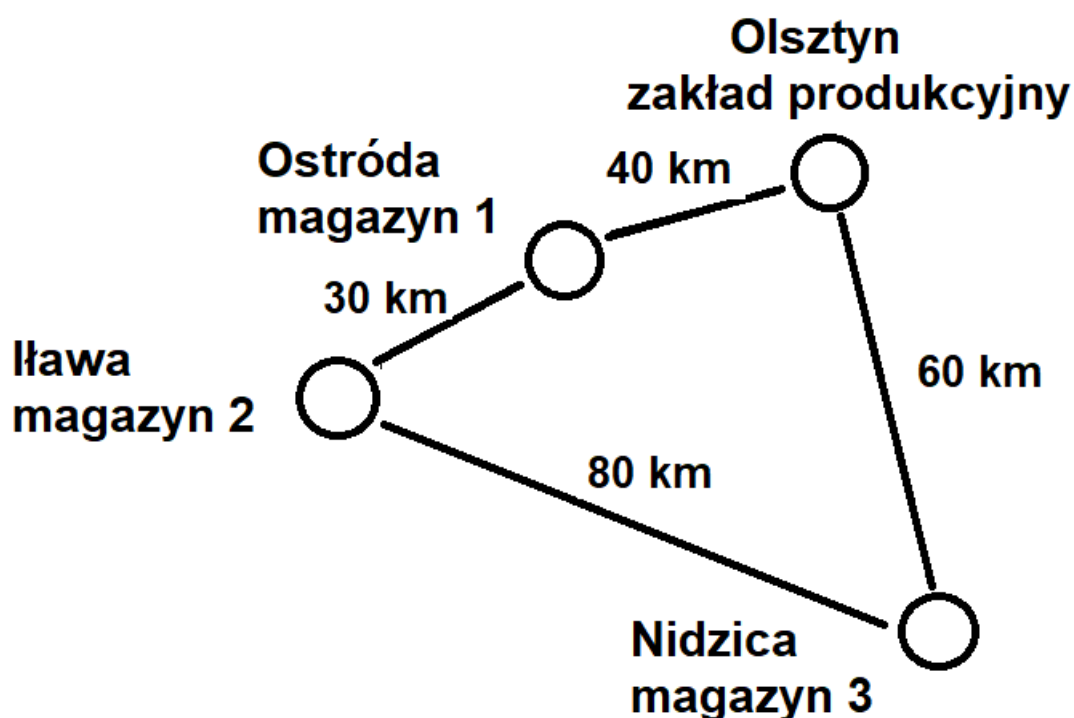 Olsztyn
zakład produkcyjny
Ostróda
magazyn 1
40 km
30 km
Iława
magazyn 2
60 km
80 km
Nidzica
magazyn 3